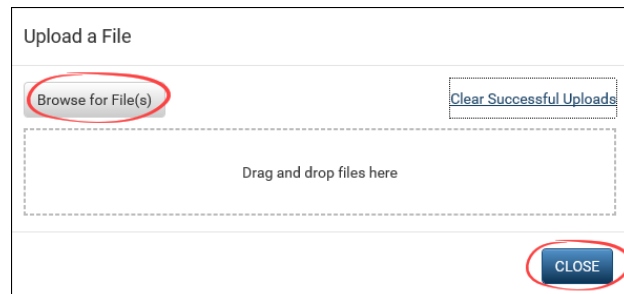 Upload a File
Browse for File(s)
Clear Successful Uploads
Drag and drop files here
CLOSE